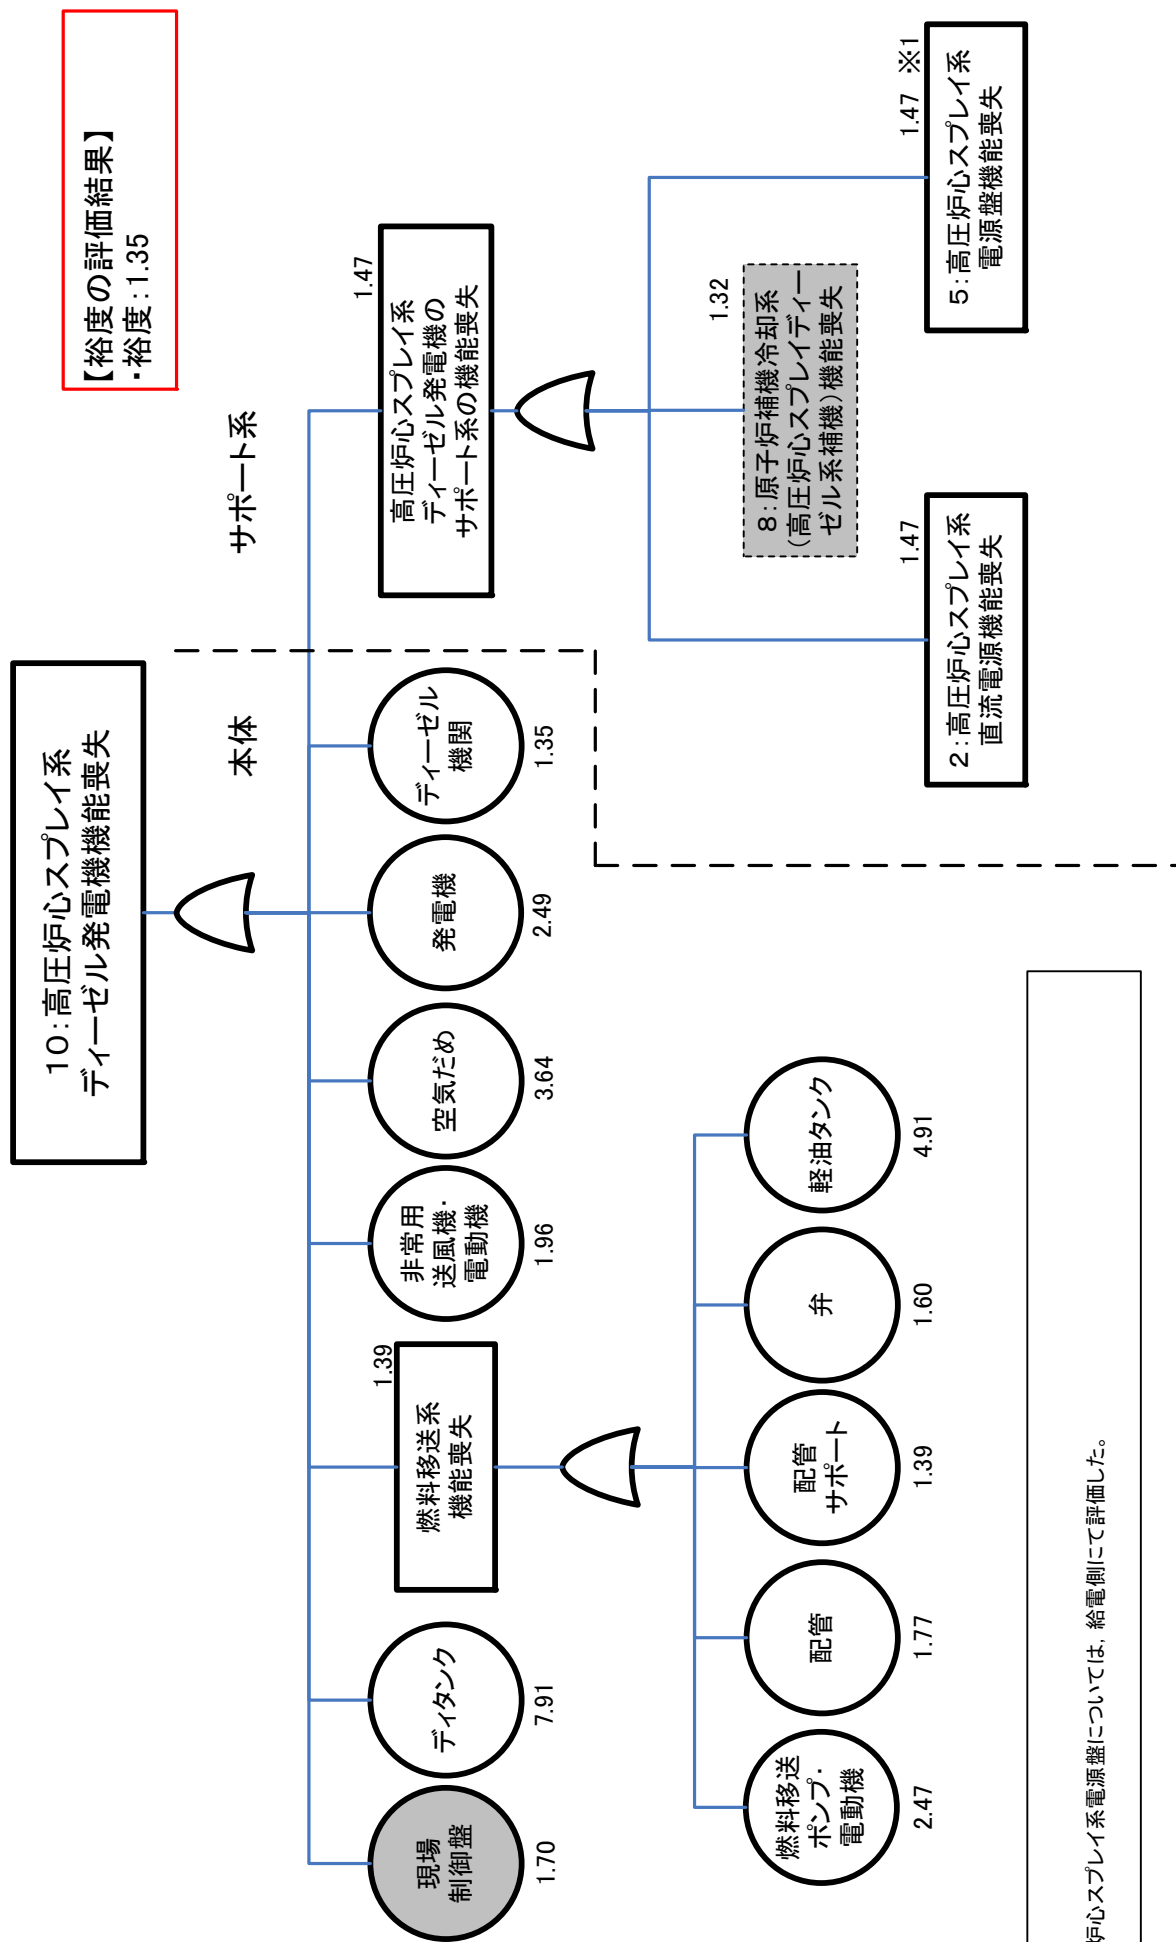 10:高圧炉心スプレイ系
ディーゼル発電機機能喪失
【裕度の評価結果】
・裕度:1.35
本体
サポート系
現場
制御盤
1.70
ディタンク
7.91
燃料移送系
機能喪失
1.39
非常用
送風機・
電動機
1.96
空気だめ
3.64
発電機
2.49
ディーゼル
機関
1.35
高圧炉心スプレイ系
ディーゼル発電機の
サポート系の機能喪失
1.47
燃料移送
ポンプ・
電動機
2.47
配管
1.77
配管
サポート
1.39
弁
1.60
軽油タンク
4.91
2:高圧炉心スプレイ系
直流電源機能喪失
1.47
8:原子炉補機冷却系
(高圧炉心スプレイディー
ゼル系補機)機能喪失
1.32
5:高圧炉心スプレイ系
電源盤機能喪失
1.47 ※1
炉心スプレイ系電源盤については,給電側にて評価した。